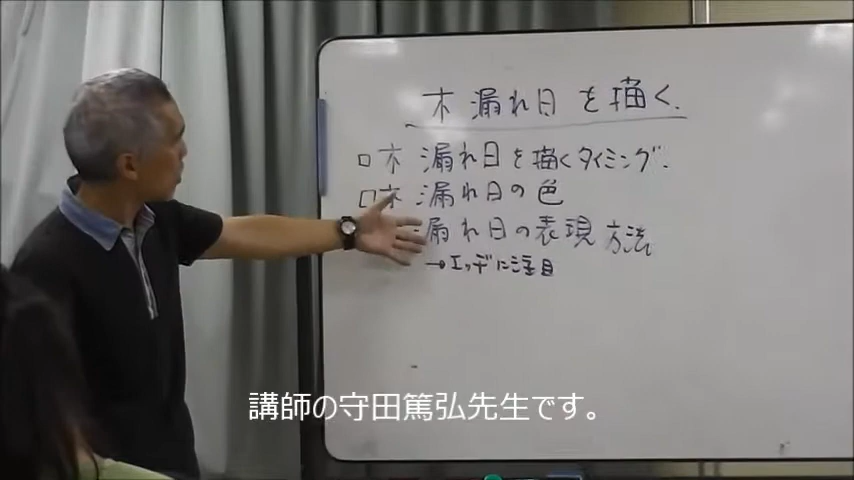 木漏れ日を描く.
□木漏れ日を描くタイミング.
□木漏れ日の色
漏れ日の表現方法
→エッヂに注目
講師の守田篤弘先生です。